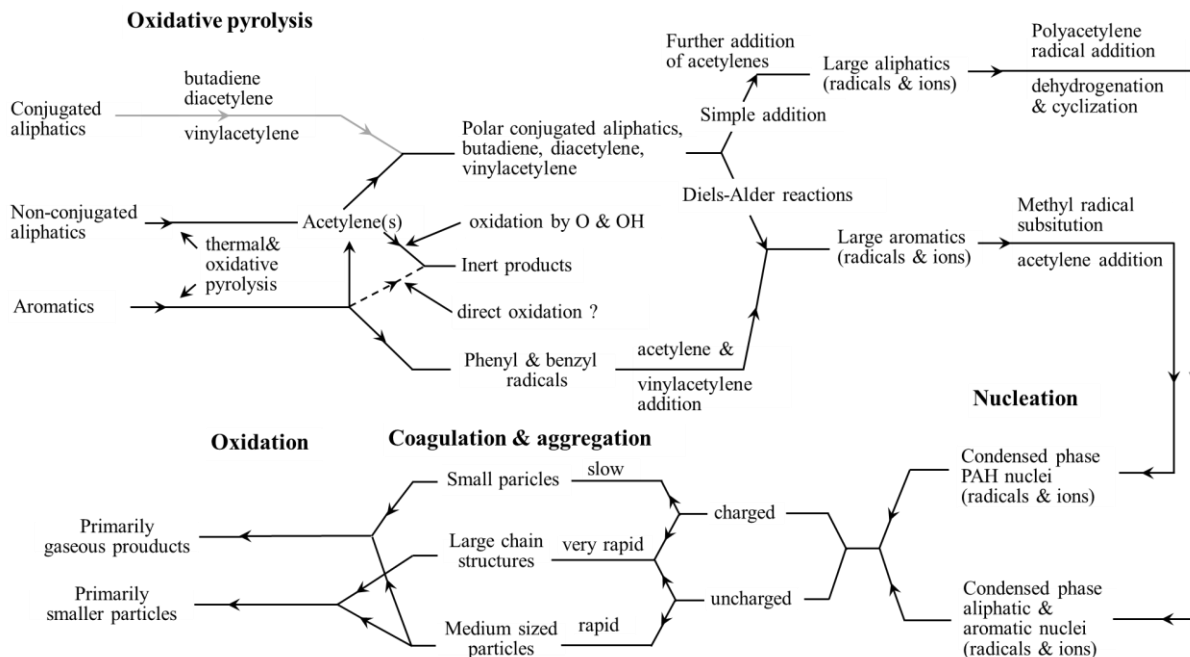 Oxidative pyrolysis
Conjugated
aliphatics
butadiene
diacetylene
vinylacetylene
Non-conjugated
aliphatics
thermal&
oxidative
pyrolysis
Aromatics
Acetylene(s)
Polar conjugated aliphatics,
butadiene, diacetylene,
vinylacetylene
oxidation by O & OH
Inert products
direct oxidation ?
Phenyl & benzyl
radicals
acetylene &
vinylacetylene
addition
Further addition
of acetylenes
Simple addition
Diels-Alder reactions
Large aliphatics
(radicals & ions)
Polyacetylene
radical addition
dehydrogenation
& cyclization
Large aromatics
(radicals & ions)
Methyl radical
subsitution
acetylene addition
Nucleation
Condensed phase
PAH nuclei
(radicals & ions)
Condensed phase
aliphatic &
aromatic nuclei
(radicals & ions)
charged
uncharged
Coagulation & aggregation
Small paricles
slow
Large chain
structures
very rapid
Medium sized
particles
rapid
Oxidation
Primarily
gaseous prouducts
Primarily
smaller particles